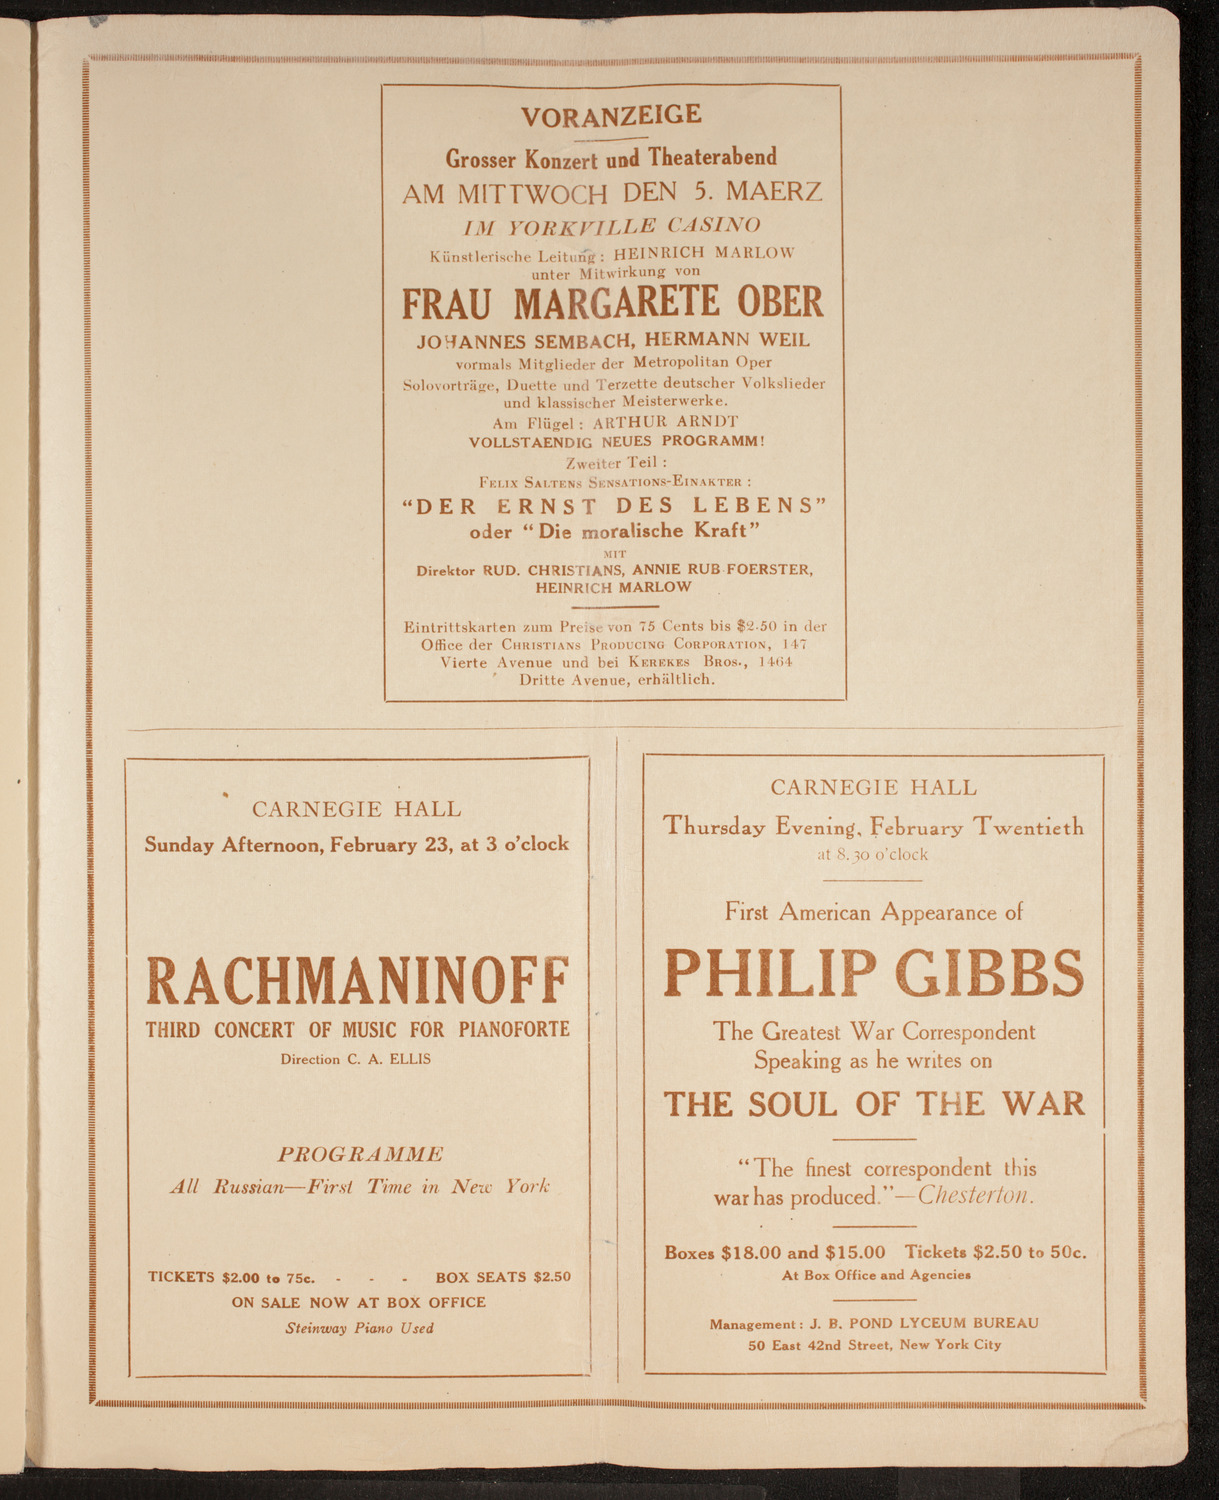 VORANZEIGE
Grosser Konzert und Theaterabend
AM MITTWOCH DEN 5. MAERZ
IM YORKVILLE CASINO
Künstlerische Leitung : HEINRICH MARLOW
unter Mitwirkung von
FRAU MARGARETE OBER
JOHANNES SEMBACH, HERMANN WEIL
vormals Mitglieder der Metropolitan Oper
Solovorträge, Duette und Terzette deutscher Volkslieder
und klassischer Meisterwerke.
Am Flügel : ARTHUR ARNDT
VOLLSTAENDIG NEUES PROGRAMM!
Zweiter Teil :
FELIX SALTENS SENSATIONS-EINAKTER :
“DER ERNST DES LEBENS”
oder “Die moralische Kraft”
MIT
Direktor RUD. CHRISTIANS, ANNIE RUB-FOERSTER,
HEINRICH MARLOW
Eintrittskarten zum Preise von 75 Cents bis $2.50 in der
Office der CHRISTIANS PRODUCING CORPORATION, 147
Vierte Avenue und bei KEREKES BROS., 1464
Dritte Avenue, erhältlich.
CARNEGIE HALL
Sunday Afternoon, February 23, at 3 o’clock
RACHMANINOFF
THIRD CONCERT OF MUSIC FOR PIANOFORTE
Direction C. A. ELLIS
PROGRAMME
All Russian—First Time in New York
TICKETS $2.00 to 75c. - - - BOX SEATS $2.50
ON SALE NOW AT BOX OFFICE
Steinway Piano Used
CARNEGIE HALL
Thursday Evening, February Twentieth
at 8.30 o’clock
First American Appearance of
PHILIP GIBBS
The Greatest War Correspondent
Speaking as he writes on
THE SOUL OF THE WAR
“The finest correspondent this
war has produced.”—Chesterton.
Boxes $18.00 and $15.00 Tickets $2.50 to 50c.
At Box Office and Agencies
Management : J. B. POND LYCEUM BUREAU
50 East 42nd Street, New York City